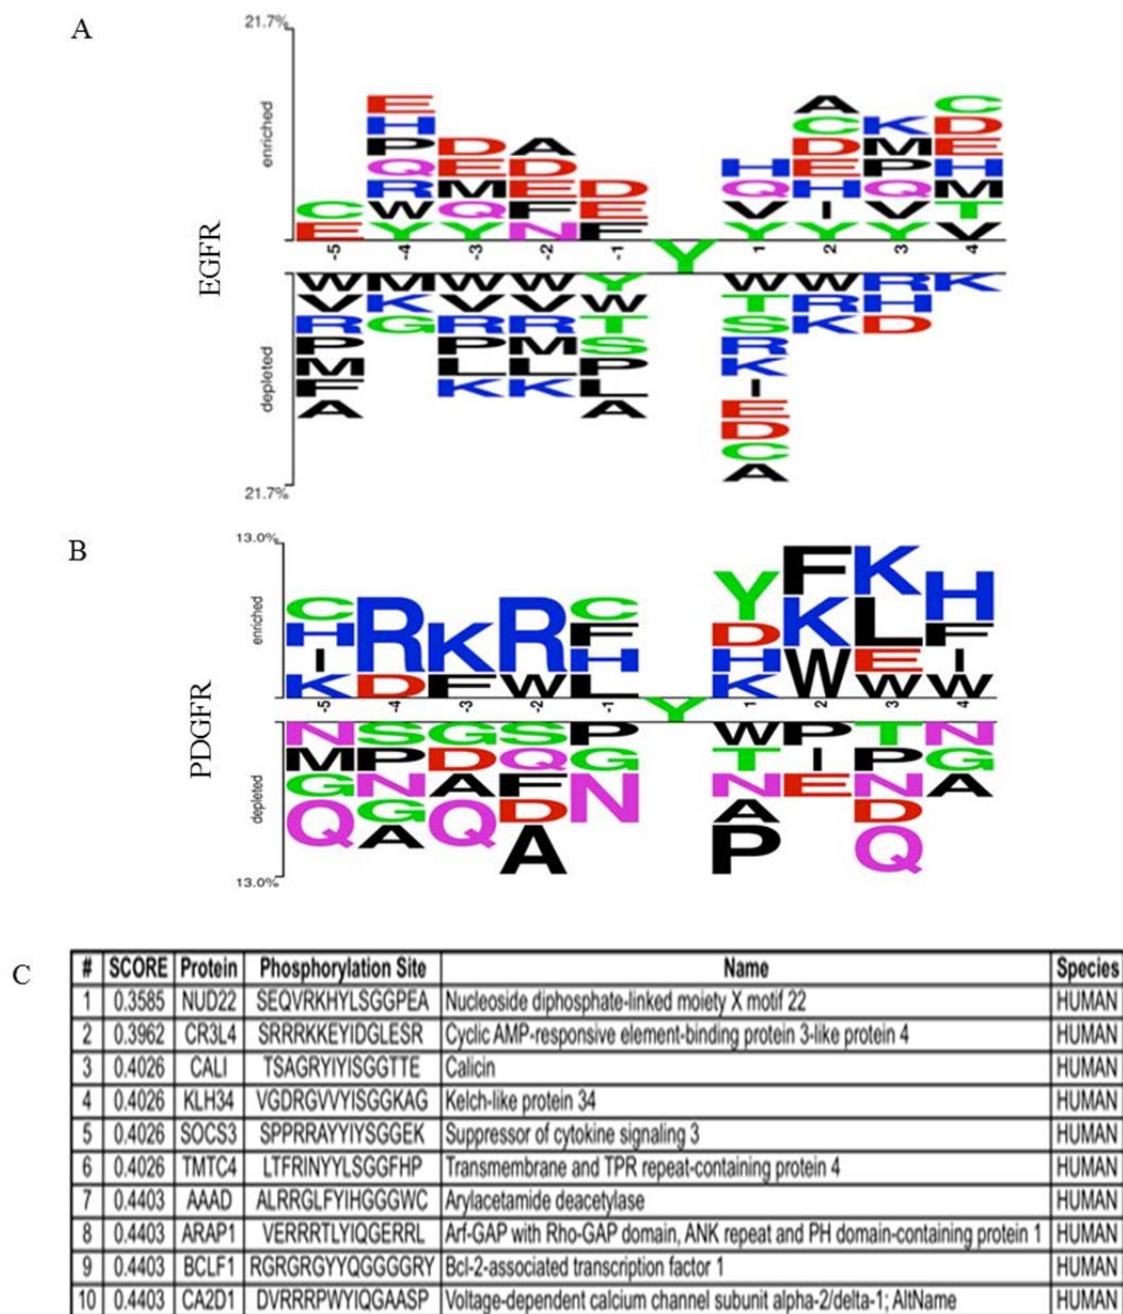 A
21.7%
enriched
EGFR
E A C
H C K D
P D A D M E
Q E D H E P H
R M E D Q H Q M
C W Q F E V I V T
E Y Y N F Y Y Y V
-5 -4 -3 -2 -1 Y 1 2 3 4
W M W W Y W W R K
V K V V W T R H
R G R R T S K D
P P M S R
M L L P K
F K K L I
A A E
D
C
A
depleted
21.7%
B
13.0%
enriched
PDGFR
F K
Y H
C R K R C D K L F
H F H W E I
I D F W L H W W
K K
-5 -4 -3 -2 -1 Y 1 2 3 4
N S G S P W P T N
M P D Q G T I P G
G N A F N N E N A
Q G Q D A D
A A P Q
depleted
13.0%
C
# SCORE Protein Phosphorylation Site Name Species
1 0.3585 NUD22 SEQVRKHYLSGGPEA Nucleoside diphosphate-linked moiety X motif 22 HUMAN
2 0.3962 CR3L4 SRRRKKEYIDGLESR Cyclic AMP-responsive element-binding protein 3-like protein 4 HUMAN
3 0.4026 CALI TSAGRYIYISGGTTE Calicin HUMAN
4 0.4026 KLH34 VGDRGVVYISGGKAG Kelch-like protein 34 HUMAN
5 0.4026 SOCS3 SPPRRAYYIYSGGEK Suppressor of cytokine signaling 3 HUMAN
6 0.4026 TMTC4 LTFRINYYLSGGFHP Transmembrane and TPR repeat-containing protein 4 HUMAN
7 0.4403 AAAD ALRRGLFYIHGGGWC Arylacetamide deacetylase HUMAN
8 0.4403 ARAP1 VERRRTLYIQGERRL Arf-GAP with Rho-GAP domain, ANK repeat and PH domain-containing protein 1 HUMAN
9 0.4403 BCLF1 RGRGRGYYQGGGGRY Bcl-2-associated transcription factor 1 HUMAN
10 0.4403 CA2D1 DVRRRPWYIQGAASP Voltage-dependent calcium channel subunit alpha-2/delta-1; AltName HUMAN